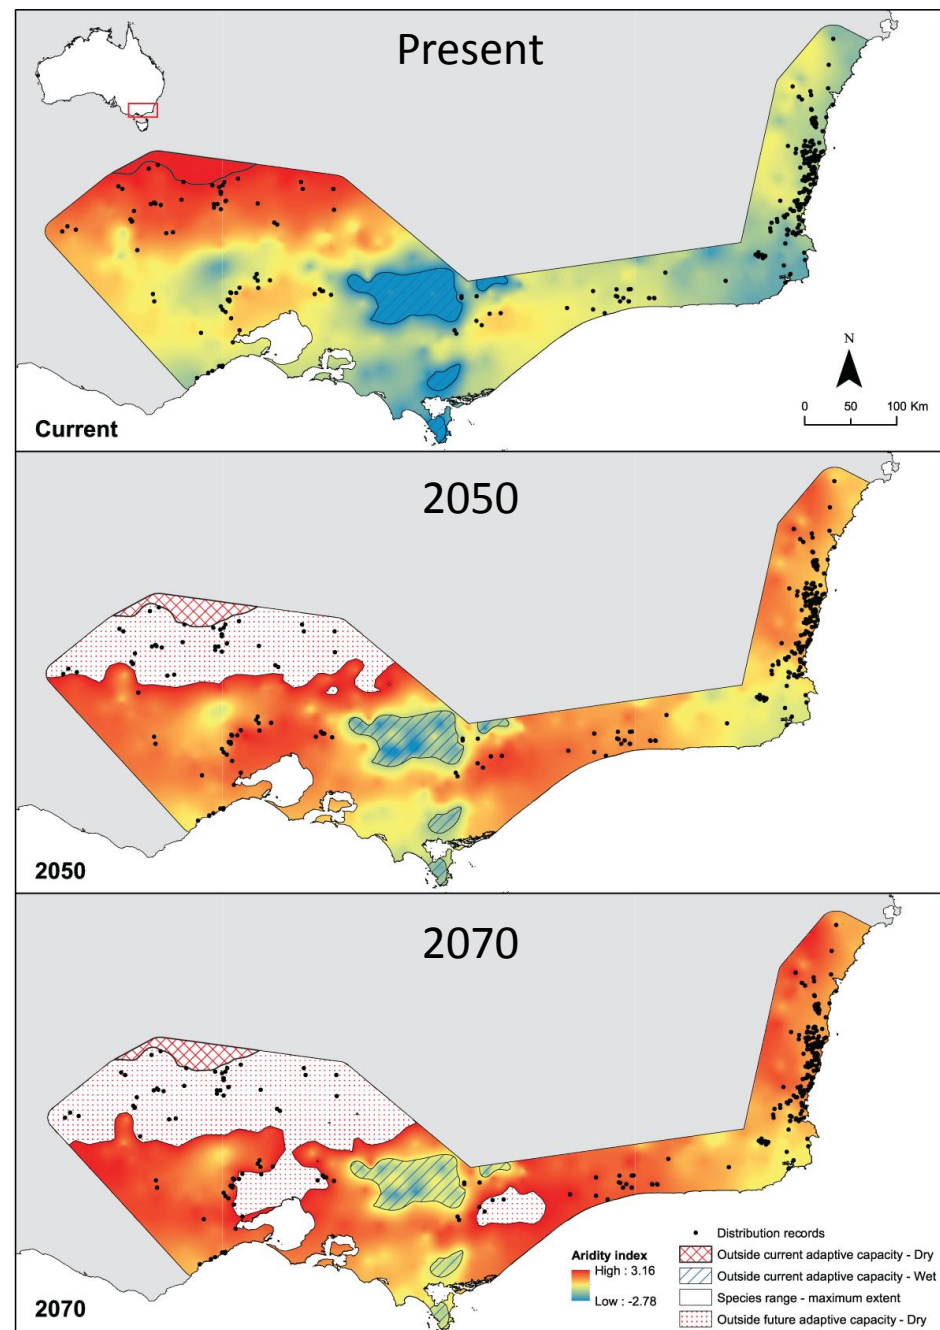 Present
N
0 50 100 Km
Current
2050
2050
2070
Distribution records
Outside current adaptive capacity - Dry
Aridity index
High : 3.16
Outside current adaptive capacity - Wet
Species range - maximum extent
Low : -2.78
Outside future adaptive capacity - Dry
2070